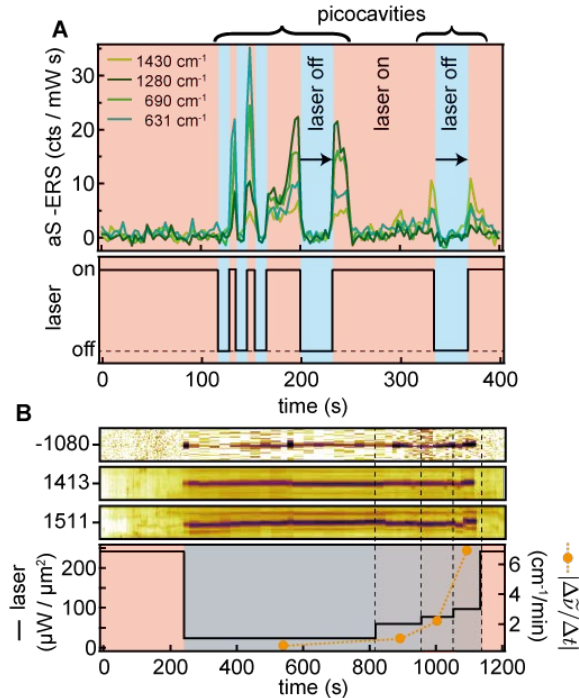 picocavities
A
aS -ERS (cts / mW s)
30
20
10
0
1430 cm⁻¹
1280 cm⁻¹
690 cm⁻¹
631 cm⁻¹
laser off
laser on
laser off
laser
on
off
0 100 200 300 400
time (s)
B
-1080
1413
1511
laser
(µW / µm²)
200
100
0
6
4
2
(cm⁻¹/min)
|Δν̃/Δt|
0 200 400 600 800 1000 1200
time (s)